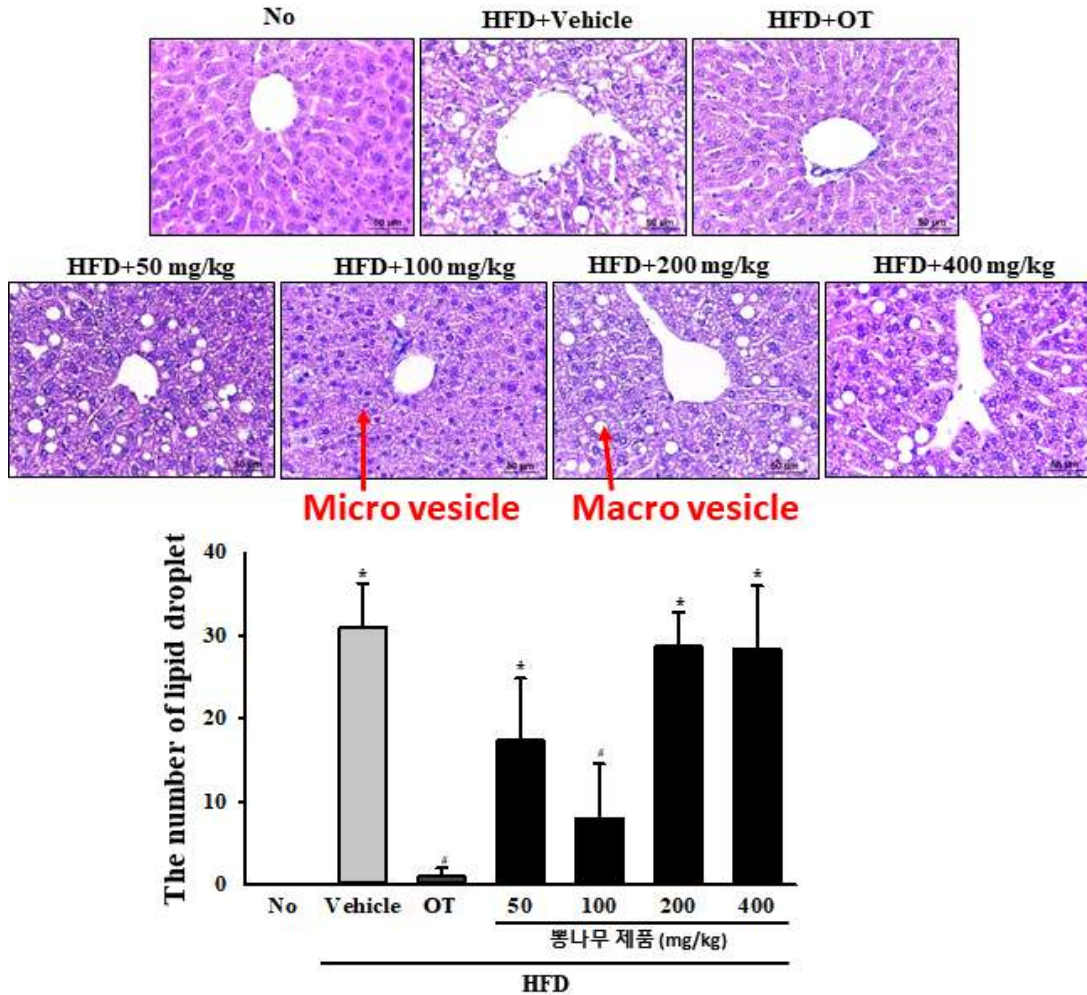 No HFD+Vehicle HFD+OT
50 µm 50 µm 50 µm
HFD+50 mg/kg HFD+100 mg/kg HFD+200 mg/kg HFD+400 mg/kg
50 µm 50 µm 50 µm 50 µm
Micro vesicle Macro vesicle
The number of lipid droplet
40
30
20
10
0
* # * # * *
No Vehicle OT 50 100 200 400
뽕나무 제품 (mg/kg)
HFD